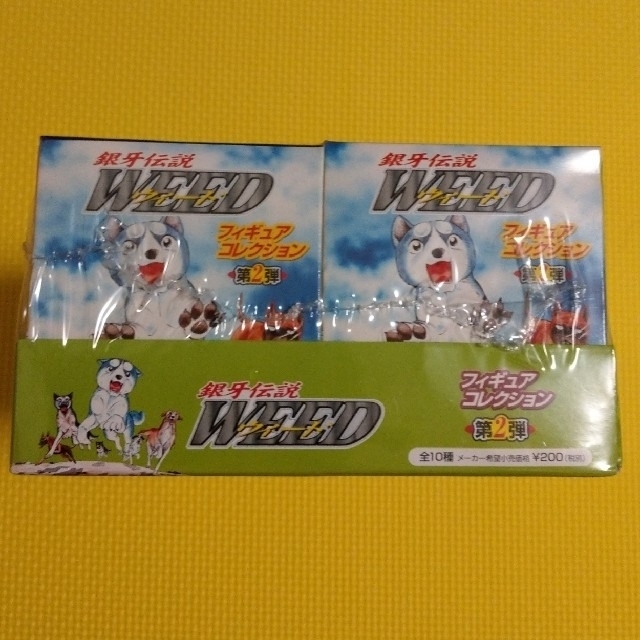 銀牙伝説
WEED
ウィード
フィギュア
コレクション
第2弾
銀牙伝説
WEED
ウィード
フィギュア
コレクション
第2弾
銀牙伝説
WEED
ウィード
フィギュア
コレクション
第2弾
全10種 メーカー希望小売価格 ¥200(税別)